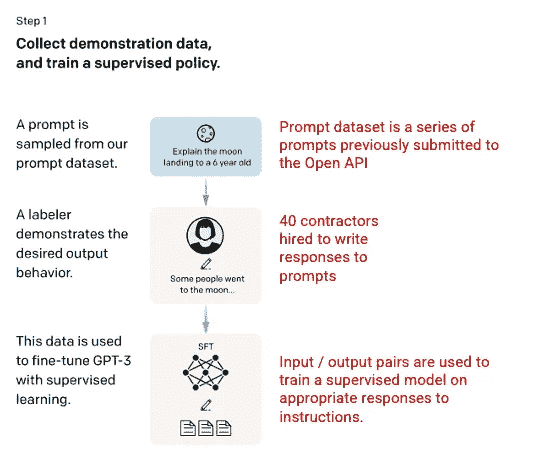 Step 1
Collect demonstration data,
and train a supervised policy.
A prompt is
sampled from our
prompt dataset.
Explain the moon
landing to a 6 year old
Prompt dataset is a series of
prompts previously submitted to
the Open API
A labeler
demonstrates the
desired output
behavior.
Some people went
to the moon...
40 contractors
hired to write
responses to
prompts
This data is used
to fine-tune GPT-3
with supervised
learning.
SFT
Input / output pairs are used to
train a supervised model on
appropriate responses to
instructions.